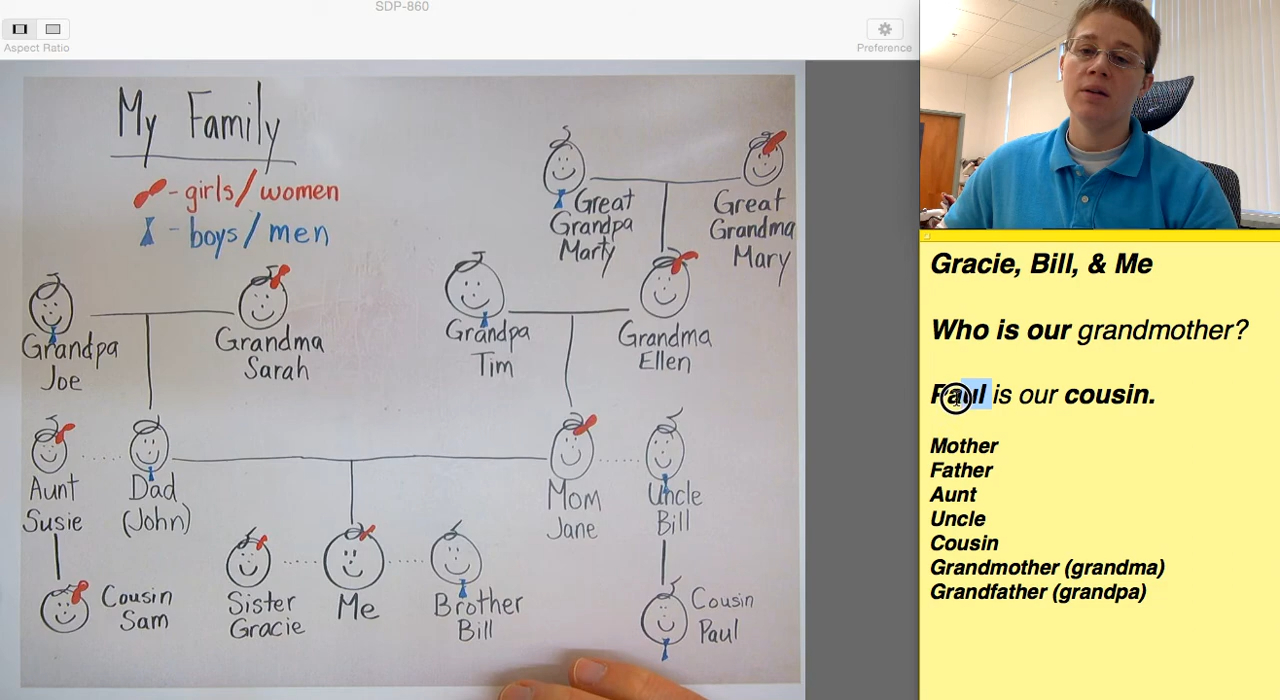 SDP-860
Aspect Ratio
Preference
My Family
- girls/women
- boys/men
Great
Grandpa
Marty
Great
Grandma
Mary
Grandpa
Joe
Grandma
Sarah
Grandpa
Tim
Grandma
Ellen
Aunt
Susie
Dad
(John)
Mom
Jane
Uncle
Bill
Cousin
Sam
Sister
Gracie
Me
Brother
Bill
Cousin
Paul
Gracie, Bill, & Me
Who is our grandmother?
Paul is our cousin.
Mother
Father
Aunt
Uncle
Cousin
Grandmother (grandma)
Grandfather (grandpa)